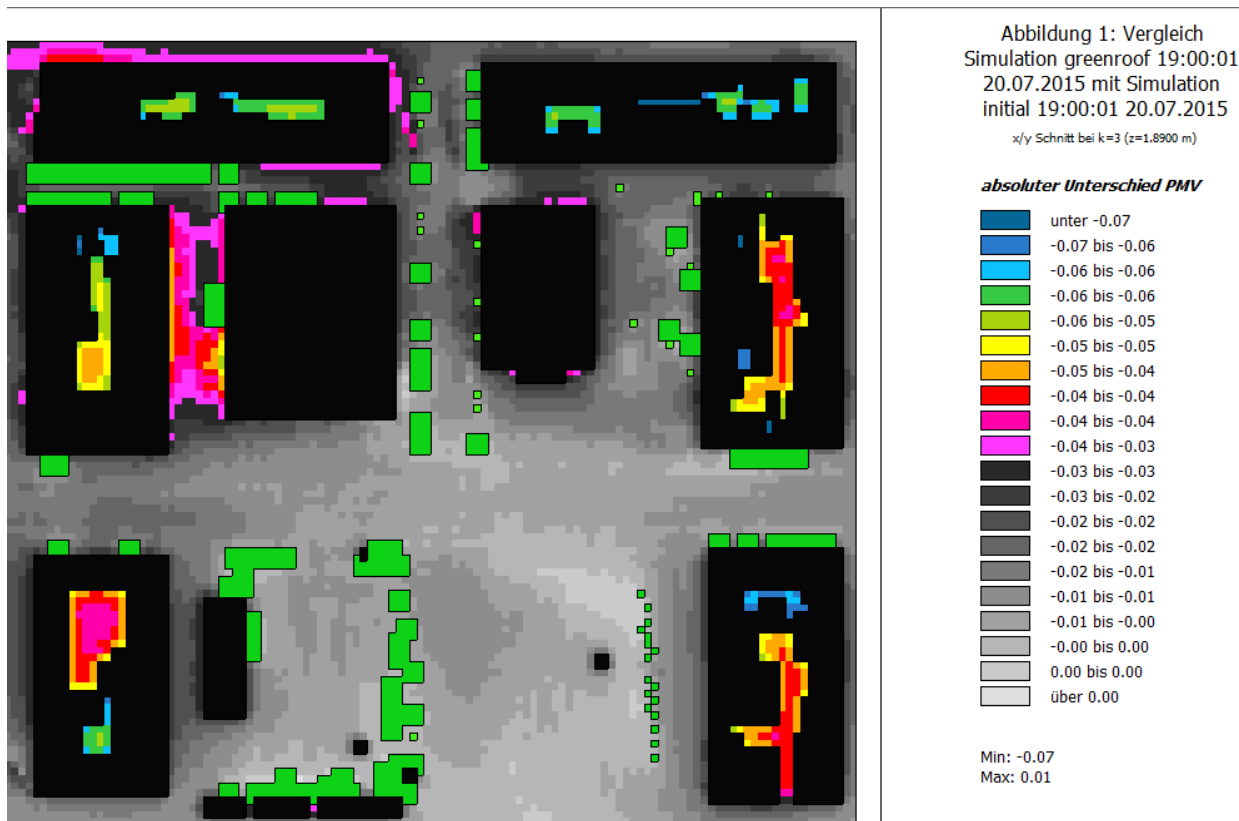 Abbildung 1: Vergleich
Simulation greenroof 19:00:01
20.07.2015 mit Simulation
initial 19:00:01 20.07.2015
x/y Schnitt bei k=3 (z=1.8900 m)
absoluter Unterschied PMV
unter -0.07
-0.07 bis -0.06
-0.06 bis -0.06
-0.06 bis -0.06
-0.06 bis -0.05
-0.05 bis -0.05
-0.05 bis -0.04
-0.04 bis -0.04
-0.04 bis -0.04
-0.04 bis -0.03
-0.03 bis -0.03
-0.03 bis -0.02
-0.02 bis -0.02
-0.02 bis -0.02
-0.02 bis -0.01
-0.01 bis -0.01
-0.01 bis -0.00
-0.00 bis 0.00
0.00 bis 0.00
über 0.00
Min: -0.07
Max: 0.01